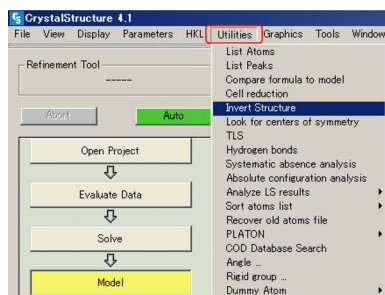 CrystalStructure 4.1
File View Display Parameters HKL Utilities Graphics Tools Window
Refinement Tool
-----
Abort Auto
Open Project
Evaluate Data
Solve
Model
List Atoms
List Peaks
Compare formula to model
Cell reduction
Invert Structure
Look for centers of symmetry
TLS
Hydrogen bonds
Systematic absence analysis
Absolute configuration analysis
Analyze LS results
Sort atoms list
Recover old atoms file
PLATON
COD Database Search
Angle ...
Rigid group ...
Dummy Atom